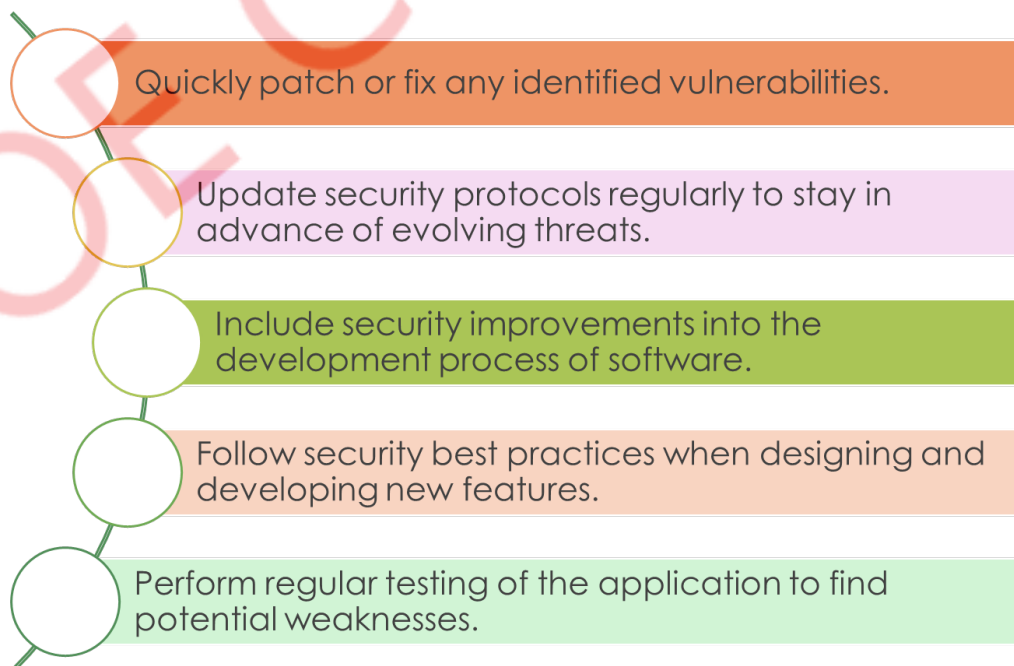 Quickly patch or fix any identified vulnerabilities.
Update security protocols regularly to stay in
advance of evolving threats.
Include security improvements into the
development process of software.
Follow security best practices when designing and
developing new features.
Perform regular testing of the application to find
potential weaknesses.